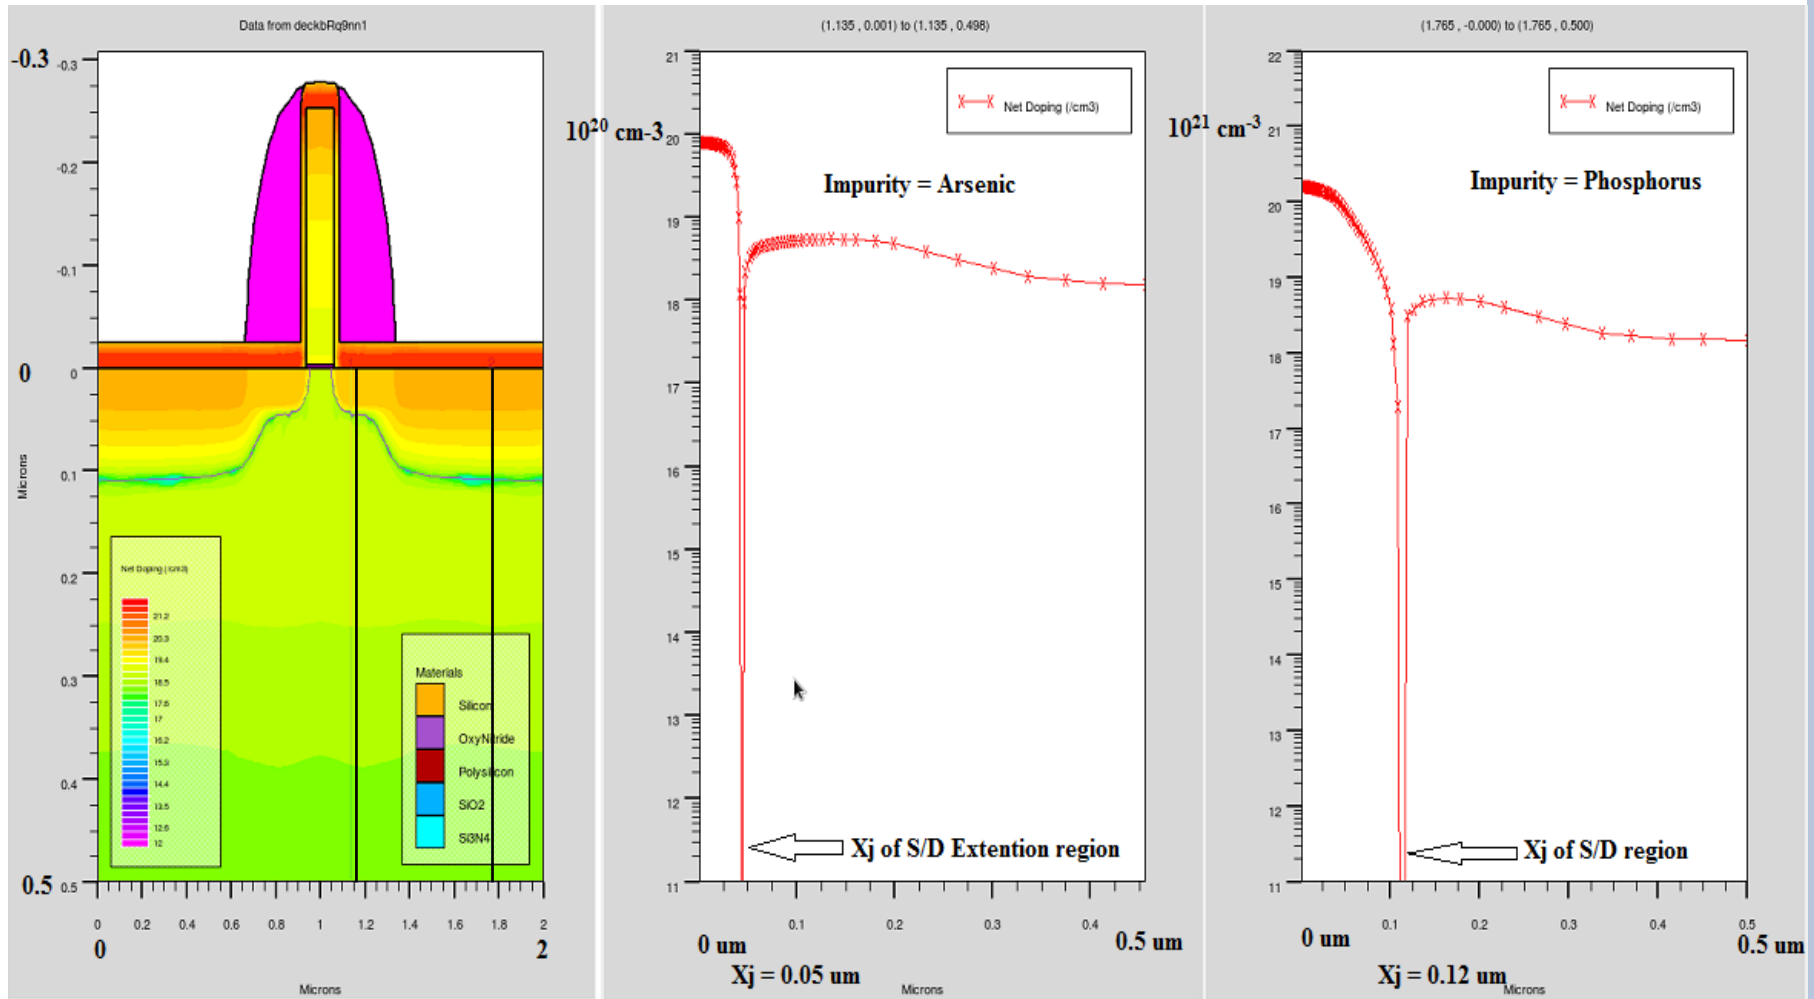 Data from deckbRq9nn1
-0.3
-0.3
-0.2
-0.1
0
0
0.1
0.2
0.3
0.4
0.5
0.5
Microns
Net Doping (/cm3)
21.2
20.3
19.4
18.5
17.6
17
16.2
15.3
14.4
13.5
12.6
12
Materials
Silicon
OxyNitride
Polysilicon
SiO2
Si3N4
0 0.2 0.4 0.6 0.8 1 1.2 1.4 1.6 1.8 2
0 2
Microns
(1.135 , 0.001) to (1.135 , 0.498)
21
20
19
18
17
16
15
14
13
12
11
10²⁰ cm-3
Net Doping (/cm3)
Impurity = Arsenic
Xj of S/D Extention region
0.1 0.2 0.3 0.4
0 um 0.5 um
Xj = 0.05 um
Microns
(1.765 , -0.000) to (1.765 , 0.500)
22
21
20
19
18
17
16
15
14
13
12
11
10²¹ cm-3
Net Doping (/cm3)
Impurity = Phosphorus
Xj of S/D region
0.1 0.2 0.3 0.4 0.5
0 um 0.5 um
Xj = 0.12 um
Microns